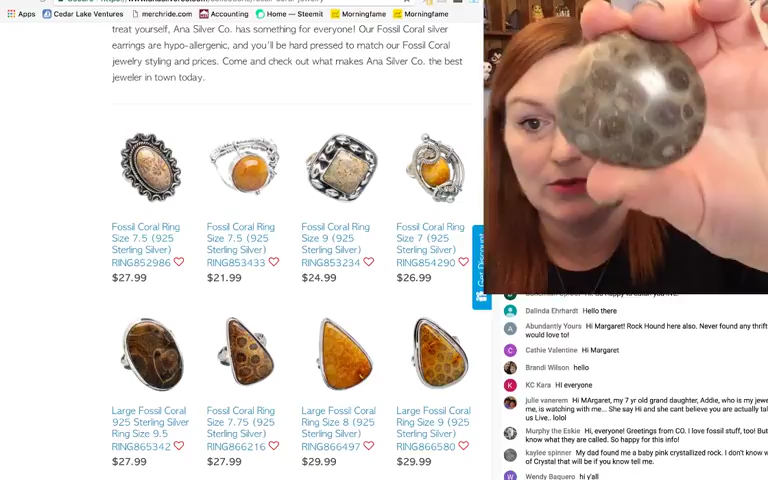 Apps
Cedar Lake Ventures
merchride.com
Accounting
Home — Steemit
Morningfame
Morningfame
treat yourself, Ana Silver Co. has something for everyone! Our Fossil Coral silver
earrings are hypo-allergenic, and you'll be hard pressed to match our Fossil Coral
jewelry styling and prices. Come and check out what makes Ana Silver Co. the best
jeweler in town today.
Fossil Coral Ring
Size 7.5 (925
Sterling Silver)
RING852986
$27.99
Fossil Coral Ring
Size 7.5 (925
Sterling Silver)
RING853433
$21.99
Fossil Coral Ring
Size 9 (925
Sterling Silver)
RING853234
$24.99
Fossil Coral Ring
Size 7 (925
Sterling Silver)
RING854290
$26.99
Get Discount
Large Fossil Coral
925 Sterling Silver
Ring Size 9.5
RING865342
$27.99
Fossil Coral Ring
Size 7.75 (925
Sterling Silver)
RING866216
$27.99
Large Fossil Coral
Ring Size 8 (925
Sterling Silver)
RING866497
$29.99
Large Fossil Coral
Ring Size 9 (925
Sterling Silver)
RING866580
$29.99
Dalinda Ehrhardt Hello there
Abundantly Yours Hi Margaret! Rock Hound here also. Never found any thrift
would love to!
Cathie Valentine Hi Margaret
Brandi Wilson hello
KC Kara HI everyone
julie vanerem Hi MArgaret, my 7 yr old grand daughter, Addie, who is my jewe
me, is watching with me... She say Hi and she cant believe you are actually tal
us Live.. lolol
Murphy the Eskie Hi, everyone! Greetings from CO. I love fossil stuff, too! But
know what they are called. So happy for this info!
kaylee spinner My dad found me a baby pink crystallized rock. I don't know w
of Crystal that will be if you know tell me.
Wendy Baquero hi y'all